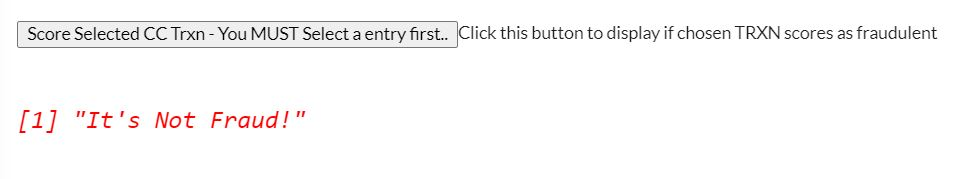 Score Selected CC Trxn - You MUST Select a entry first.. Click this button to display if chosen TRXN scores as fraudulent
[1] "It's Not Fraud!"